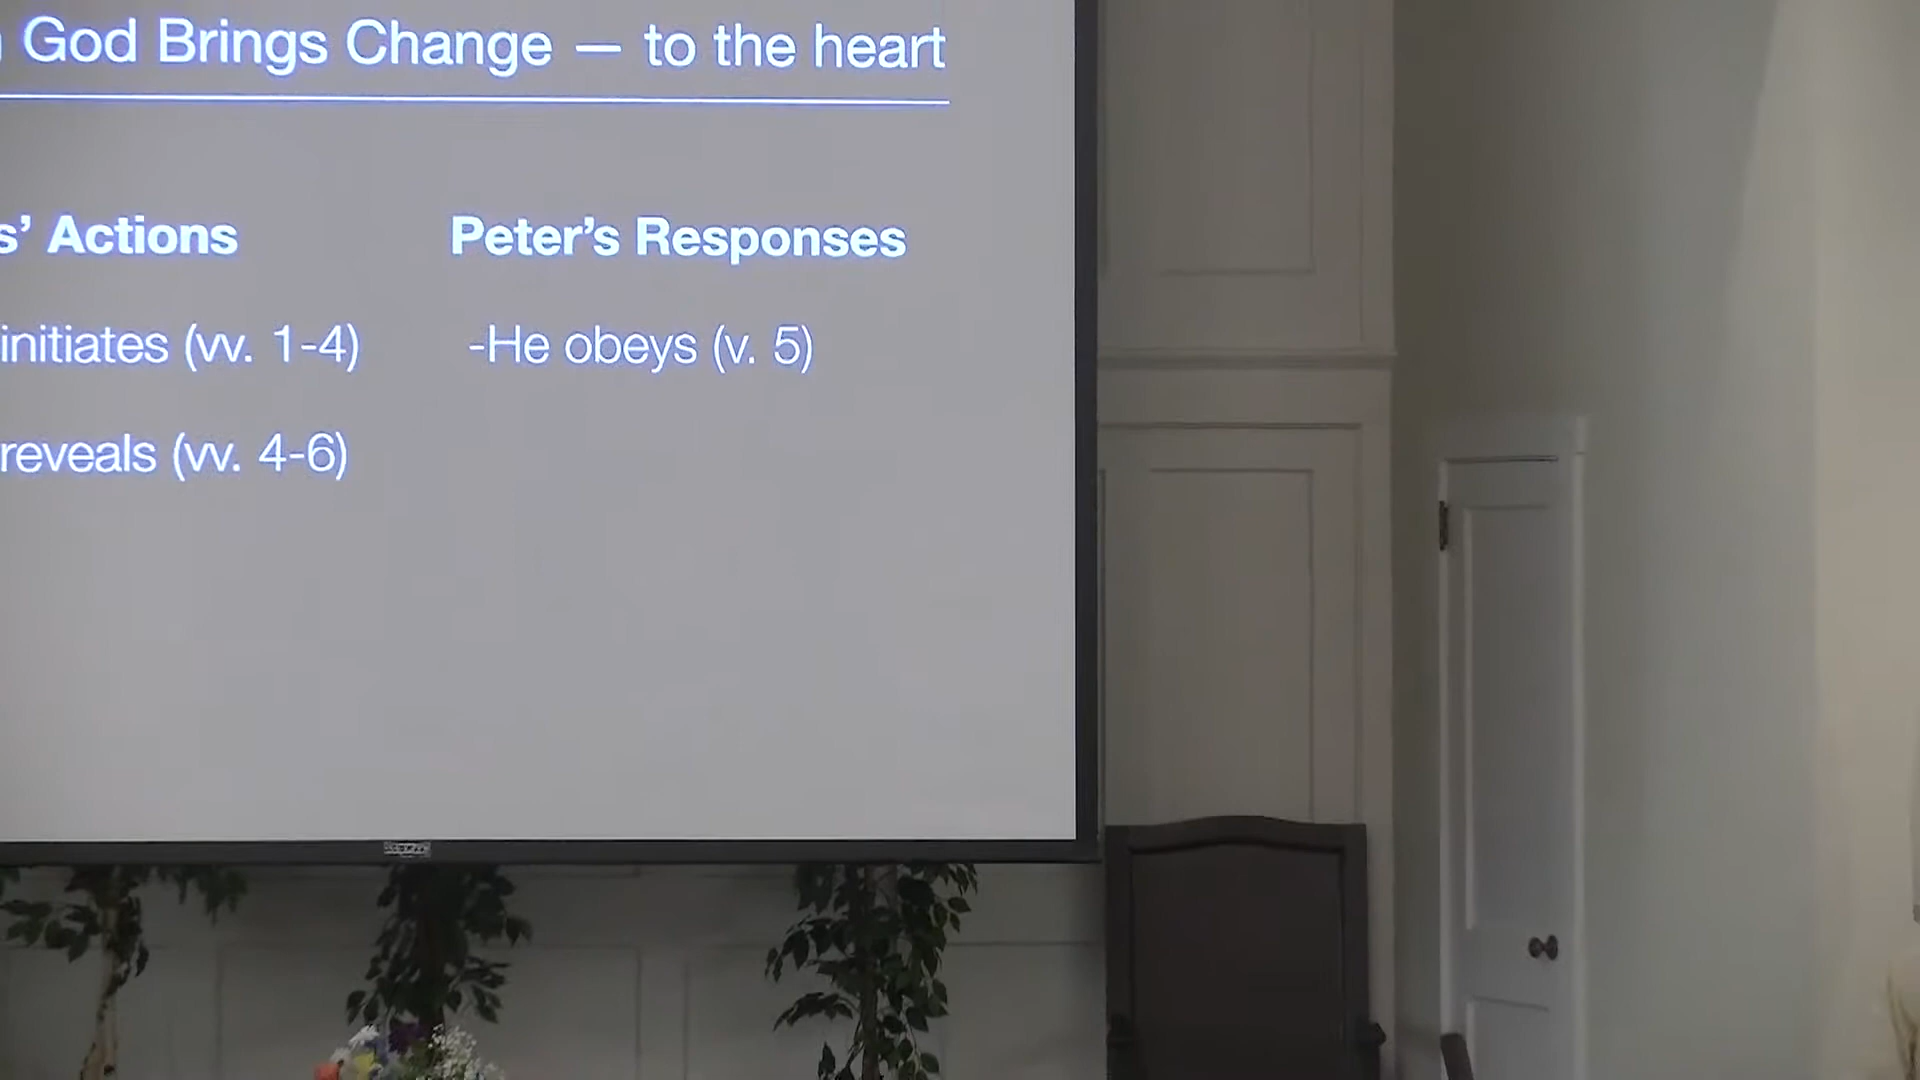 God Brings Change — to the heart
s’ Actions
Peter’s Responses
initiates (vv. 1-4)
-He obeys (v. 5)
reveals (vv. 4-6)